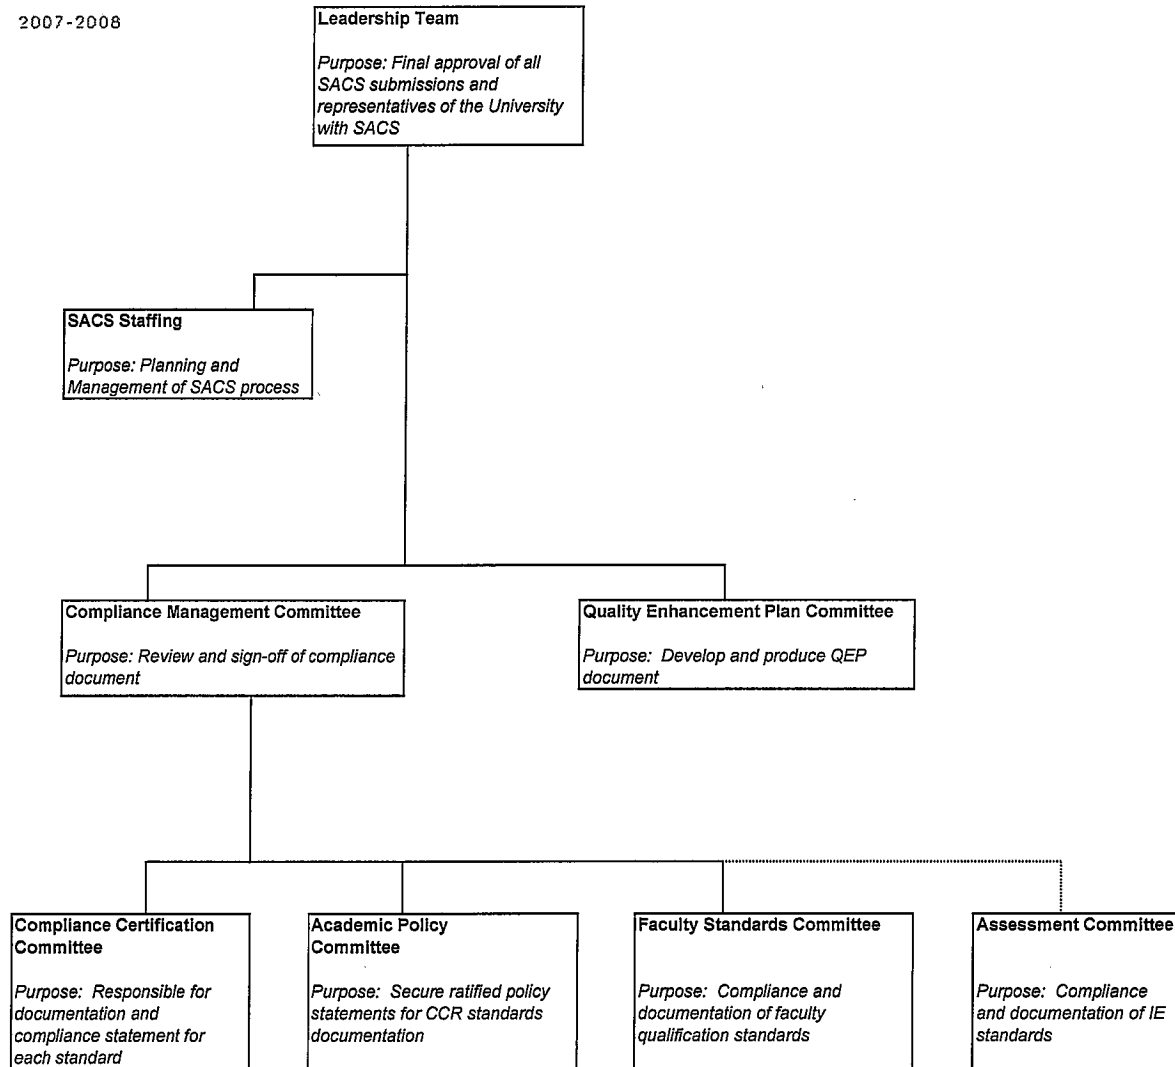 2007-2008
Leadership Team
Purpose: Final approval of all
SACS submissions and
representatives of the University
with SACS
SACS Staffing
Purpose: Planning and
Management of SACS process
Compliance Management Committee
Purpose: Review and sign-off of compliance
document
Quality Enhancement Plan Committee
Purpose: Develop and produce QEP
document
Compliance Certification
Committee
Purpose: Responsible for
documentation and
compliance statement for
each standard
Academic Policy
Committee
Purpose: Secure ratified policy
statements for CCR standards
documentation
Faculty Standards Committee
Purpose: Compliance and
documentation of faculty
qualification standards
Assessment Committee
Purpose: Compliance
and documentation of IE
standards